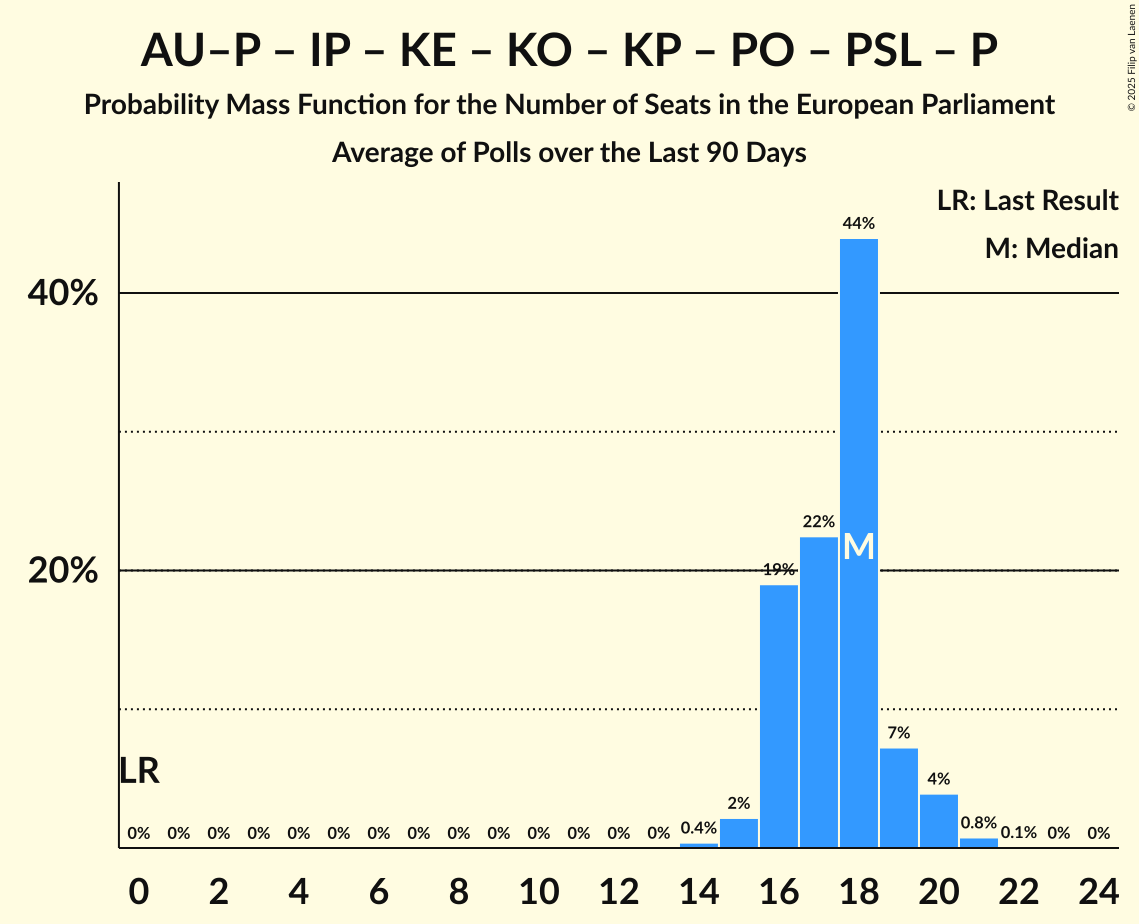 AU–P – IP – KE – KO – KP – PO – PSL – P
Probability Mass Function for the Number of Seats in the European Parliament
Average of Polls over the Last 90 Days
© 2025 Filip van Laenen
LR: Last Result
M: Median
40%
20%
44%
22%
19%
M
7%
4%
2%
0.4%
0.8%
0.1%
LR
0% 0% 0% 0% 0% 0% 0% 0% 0% 0% 0% 0% 0% 0% 0% 0%
0 2 4 6 8 10 12 14 16 18 20 22 24